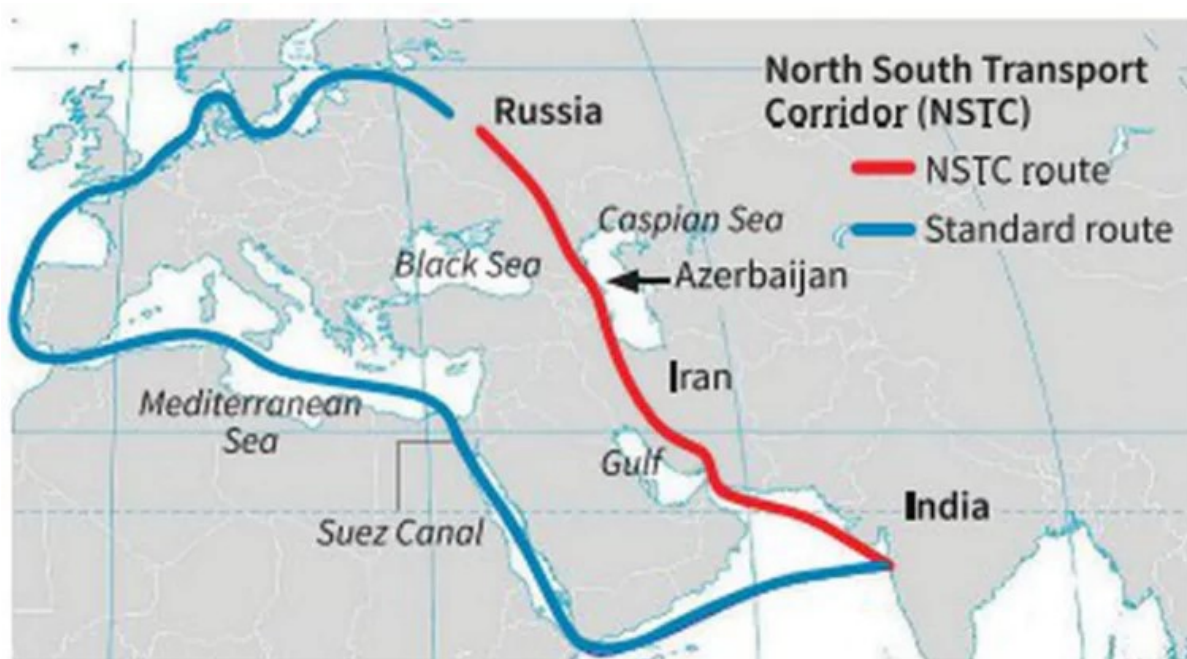 North South Transport
Corridor (NSTC)
NSTC route
Standard route
Russia
Caspian Sea
Black Sea
Azerbaijan
Iran
Mediterranean
Sea
Gulf
Suez Canal
India